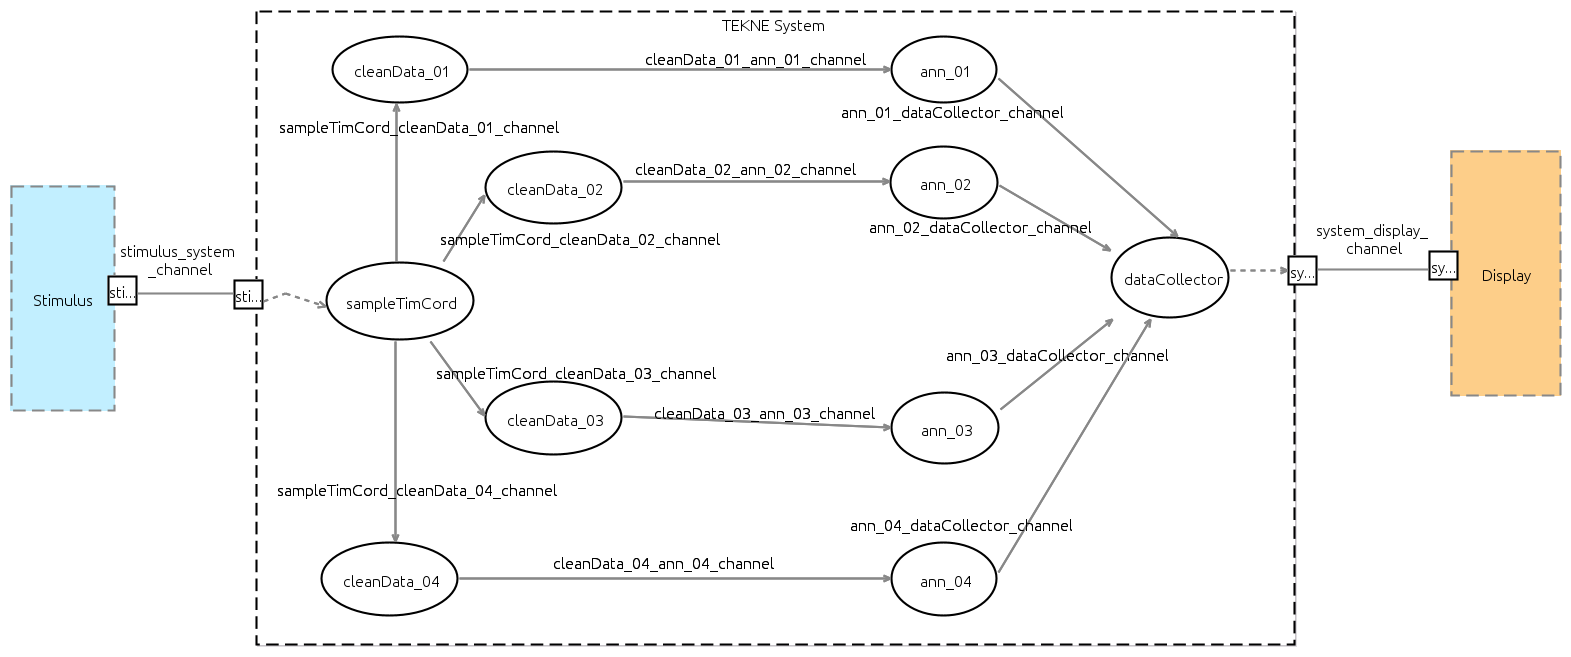 TEKNE System
cleanData_01
cleanData_01_ann_01_channel
ann_01
sampleTimCord_cleanData_01_channel
ann_01_dataCollector_channel
cleanData_02
cleanData_02_ann_02_channel
ann_02
sampleTimCord_cleanData_02_channel
ann_02_dataCollector_channel
stimulus_system
_channel
Stimulus
sti...
sti...
sampleTimCord
dataCollector
sy...
system_display_
channel
sy...
Display
sampleTimCord_cleanData_03_channel
ann_03_dataCollector_channel
cleanData_03
cleanData_03_ann_03_channel
ann_03
sampleTimCord_cleanData_04_channel
ann_04_dataCollector_channel
cleanData_04
cleanData_04_ann_04_channel
ann_04